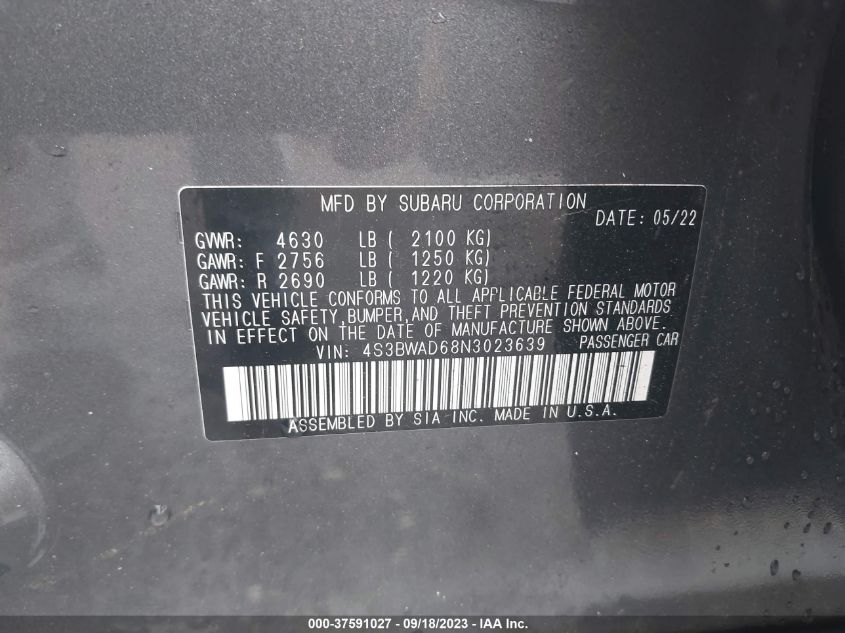 MFD BY SUBARU CORPORATION
DATE: 05/22
GVWR: 4630 LB ( 2100 KG)
GAWR: F 2756 LB ( 1250 KG)
GAWR: R 2690 LB ( 1220 KG)
THIS VEHICLE CONFORMS TO ALL APPLICABLE FEDERAL MOTOR
VEHICLE SAFETY,BUMPER,AND THEFT PREVENTION STANDARDS
IN EFFECT ON THE DATE OF MANUFACTURE SHOWN ABOVE.
VIN: 4S3BWAD68N3023639 PASSENGER CAR
ASSEMBLED BY SIA INC. MADE IN U.S.A.
000-37591027 - 09/18/2023 - IAA Inc.